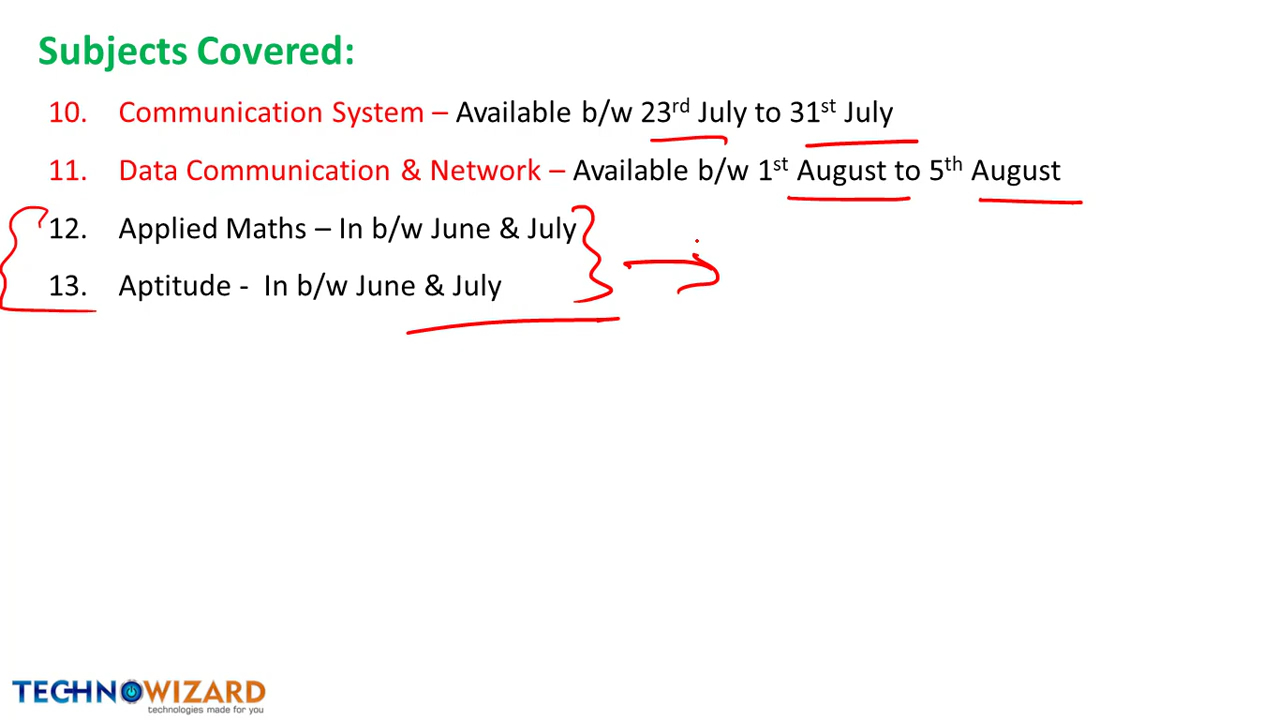 Subjects Covered:
10. Communication System – Available b/w 23rd July to 31st July
11. Data Communication & Network – Available b/w 1st August to 5th August
12. Applied Maths – In b/w June & July
13. Aptitude - In b/w June & July
TECHNOWIZARD
technologies made for you